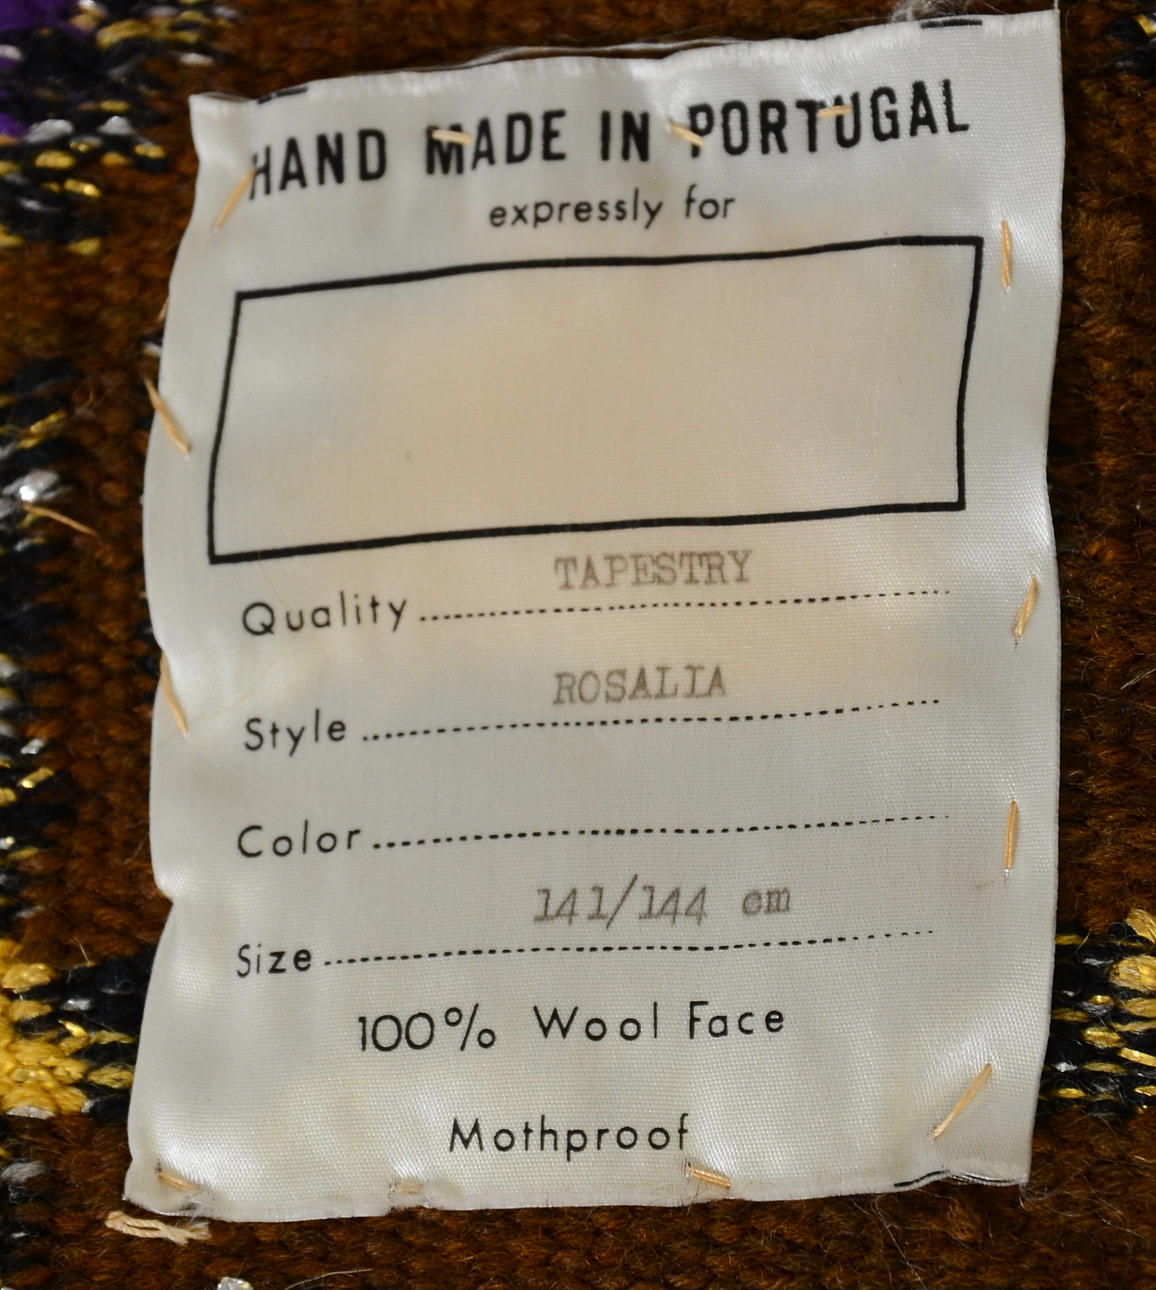 HAND MADE IN PORTUGAL
expressly for
Quality TAPESTRY
Style ROSALIA
Color
Size 141/144 cm
100% Wool Face
Mothproof